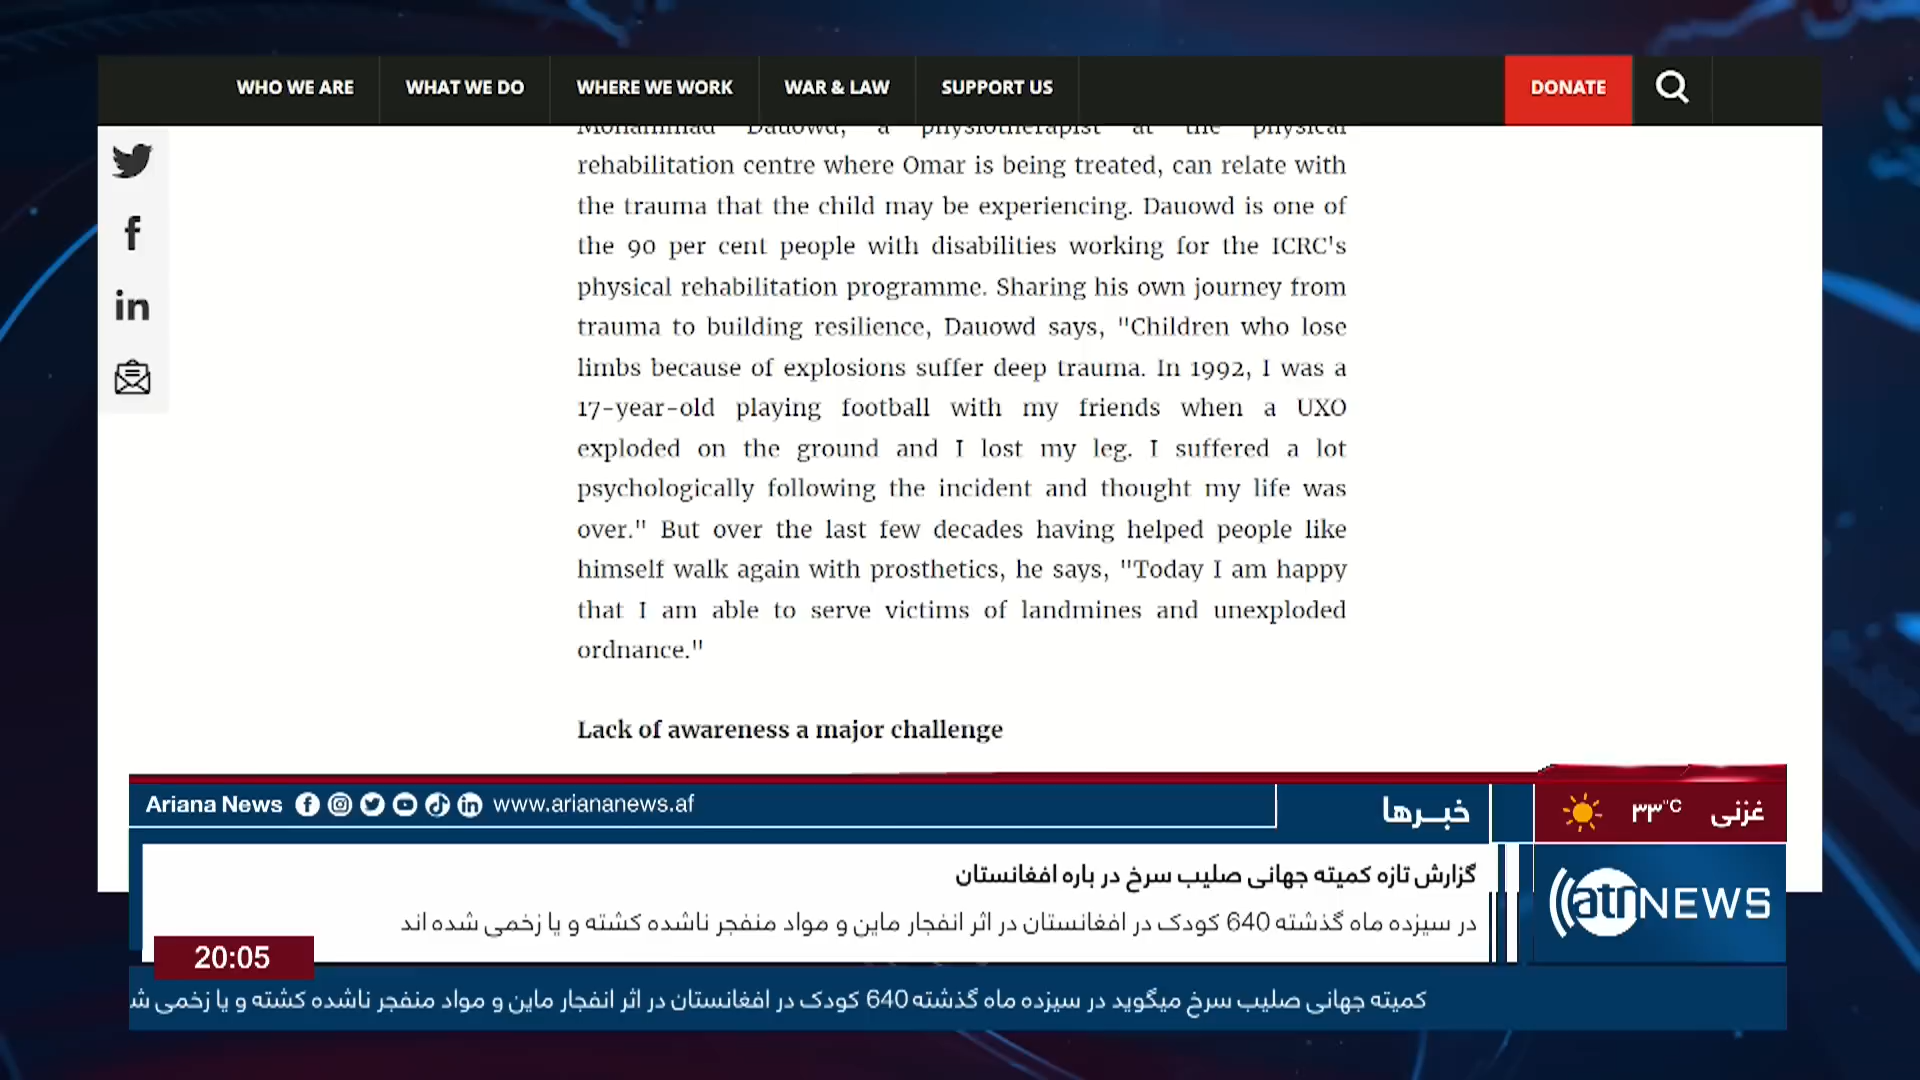 WHO WE ARE
WHAT WE DO
WHERE WE WORK
WAR & LAW
SUPPORT US
DONATE
Mohammad Dauowd, a physiotherapist at the physical
rehabilitation centre where Omar is being treated, can relate with
the trauma that the child may be experiencing. Dauowd is one of
the 90 per cent people with disabilities working for the ICRC's
physical rehabilitation programme. Sharing his own journey from
trauma to building resilience, Dauowd says, "Children who lose
limbs because of explosions suffer deep trauma. In 1992, I was a
17-year-old playing football with my friends when a UXO
exploded on the ground and I lost my leg. I suffered a lot
psychologically following the incident and thought my life was
over." But over the last few decades having helped people like
himself walk again with prosthetics, he says, "Today I am happy
that I am able to serve victims of landmines and unexploded
ordnance."
Lack of awareness a major challenge
Ariana News
www.ariananews.af
خبرها
غزنی
۳۳°C
گزارش تازه کمیته جهانی صلیب سرخ در باره افغانستان
در سیزده ماه گذشته 640 کودک در افغانستان در اثر انفجار ماین و مواد منفجر ناشده کشته و یا زخمی شده اند
atn NEWS
20:05
کمیته جهانی صلیب سرخ میگوید در سیزده ماه گذشته 640 کودک در افغانستان در اثر انفجار ماین و مواد منفجر ناشده کشته و یا زخمی ش